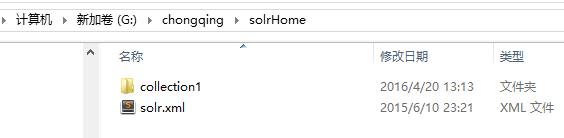 计算机 新加卷 (G:) chongqing solrHome
名称 修改日期 类型
collection1 2016/4/20 13:13 文件夹
solr.xml 2015/6/10 23:21 XML 文件